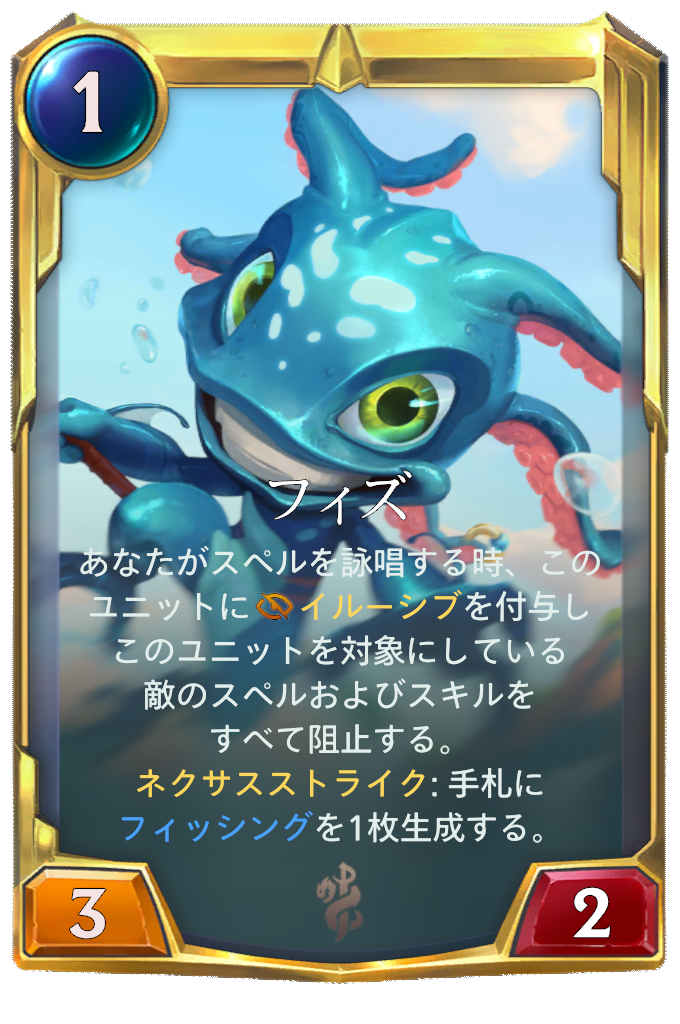 1
フィズ
あなたがスペルを詠唱する時、この
ユニットにイルーシブを付与し
このユニットを対象にしている
敵のスペルおよびスキルを
すべて阻止する。
ネクサスストライク: 手札に
フィッシングを1枚生成する。
3
2